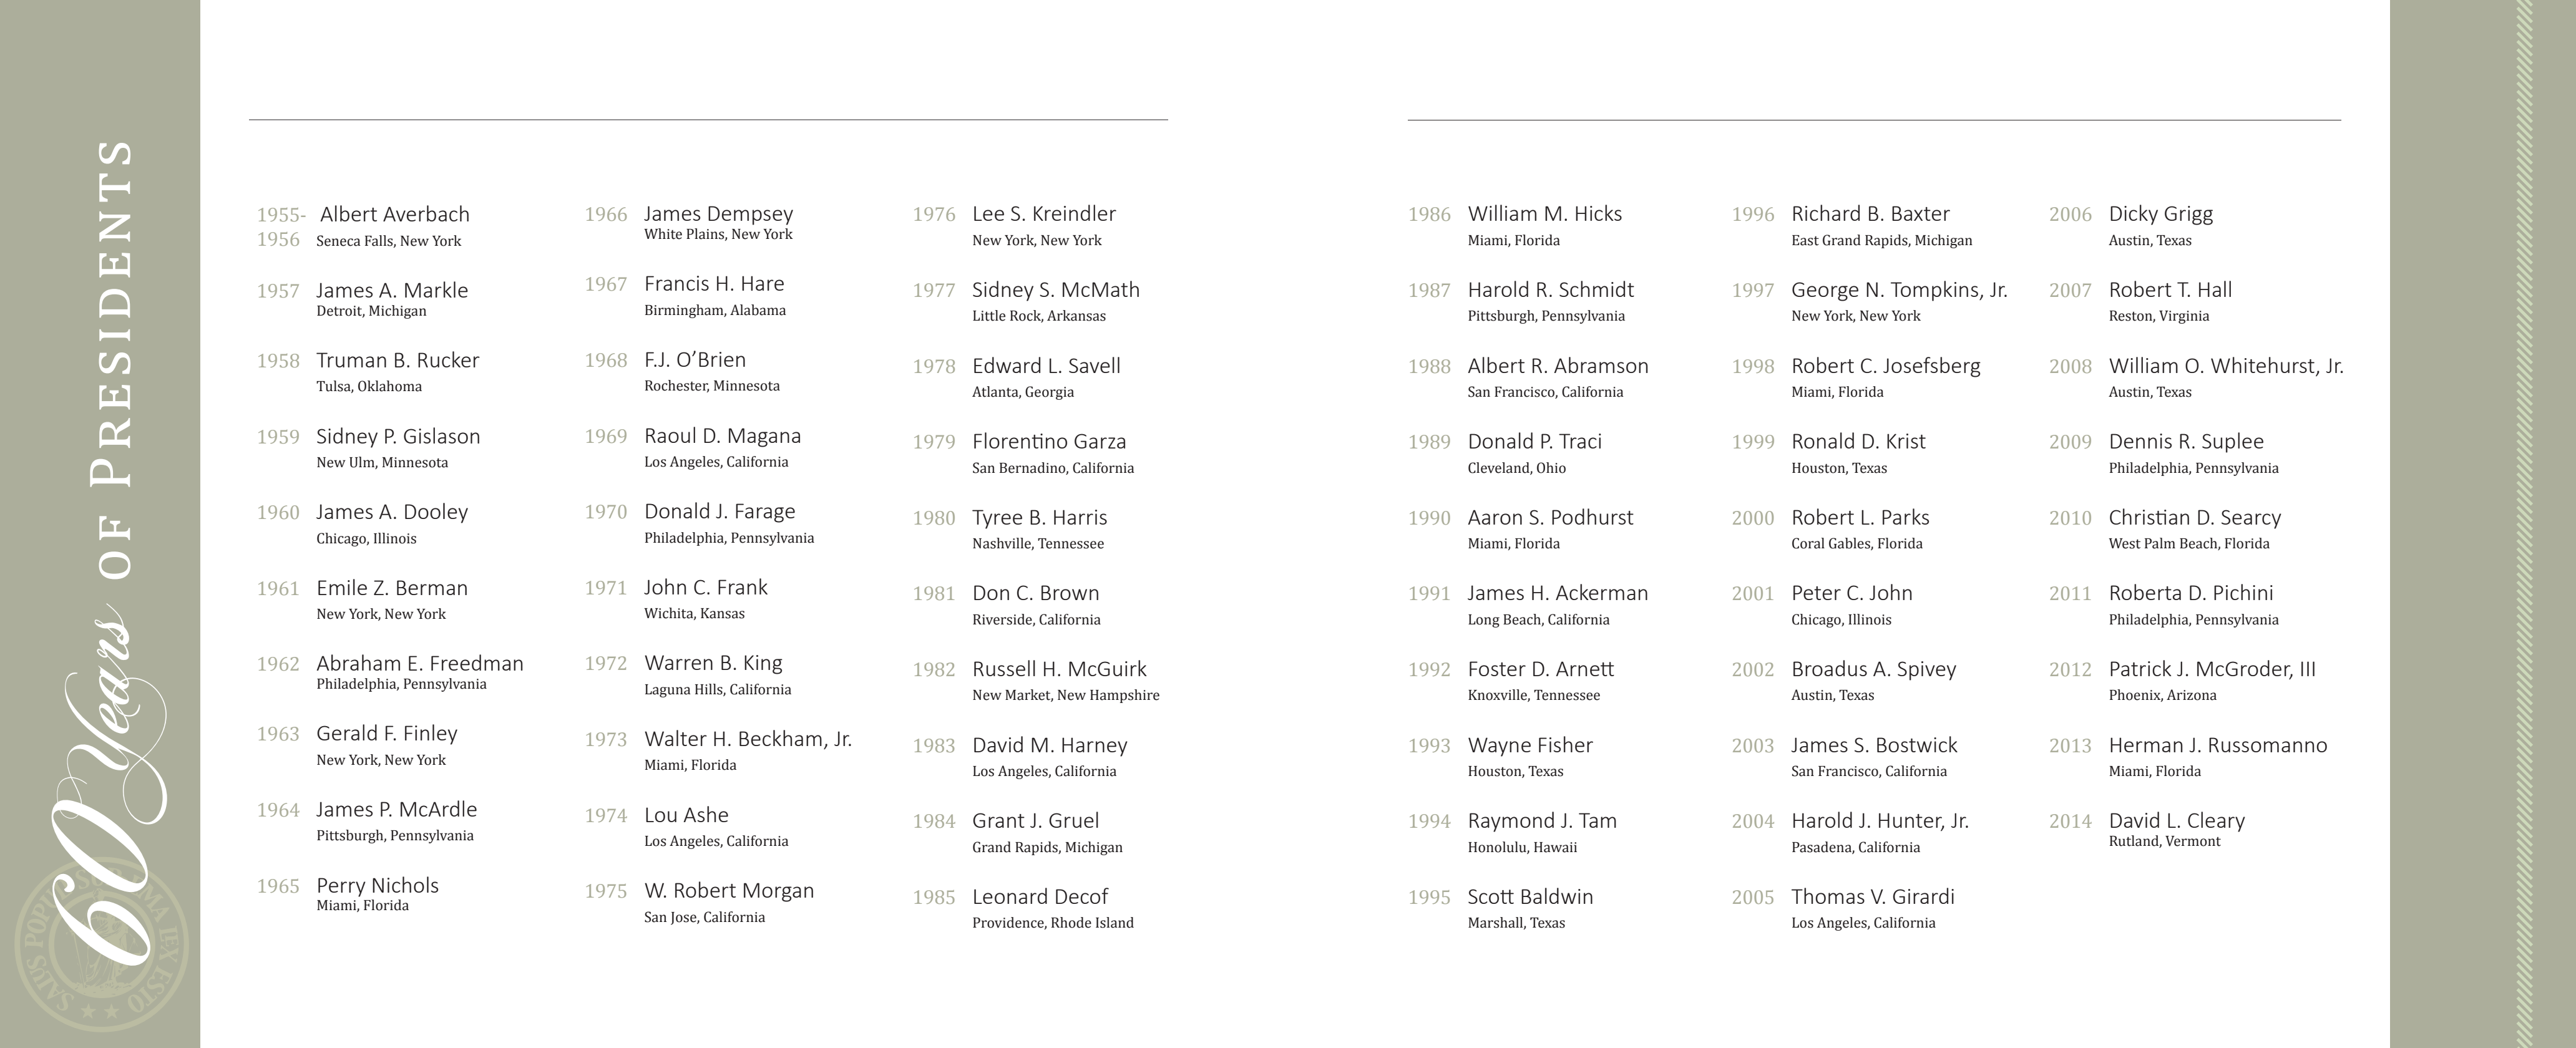 60 Years OF PRESIDENTS
SALUS POPULI SUPREMA LEX ESTO
1955- Albert Averbach
1956 Seneca Falls, New York
1957 James A. Markle
Detroit, Michigan
1958 Truman B. Rucker
Tulsa, Oklahoma
1959 Sidney P. Gislason
New Ulm, Minnesota
1960 James A. Dooley
Chicago, Illinois
1961 Emile Z. Berman
New York, New York
1962 Abraham E. Freedman
Philadelphia, Pennsylvania
1963 Gerald F. Finley
New York, New York
1964 James P. McArdle
Pittsburgh, Pennsylvania
1965 Perry Nichols
Miami, Florida
1966 James Dempsey
White Plains, New York
1967 Francis H. Hare
Birmingham, Alabama
1968 F.J. O’Brien
Rochester, Minnesota
1969 Raoul D. Magana
Los Angeles, California
1970 Donald J. Farage
Philadelphia, Pennsylvania
1971 John C. Frank
Wichita, Kansas
1972 Warren B. King
Laguna Hills, California
1973 Walter H. Beckham, Jr.
Miami, Florida
1974 Lou Ashe
Los Angeles, California
1975 W. Robert Morgan
San Jose, California
1976 Lee S. Kreindler
New York, New York
1977 Sidney S. McMath
Little Rock, Arkansas
1978 Edward L. Savell
Atlanta, Georgia
1979 Florentino Garza
San Bernadino, California
1980 Tyree B. Harris
Nashville, Tennessee
1981 Don C. Brown
Riverside, California
1982 Russell H. McGuirk
New Market, New Hampshire
1983 David M. Harney
Los Angeles, California
1984 Grant J. Gruel
Grand Rapids, Michigan
1985 Leonard Decof
Providence, Rhode Island
1986 William M. Hicks
Miami, Florida
1987 Harold R. Schmidt
Pittsburgh, Pennsylvania
1988 Albert R. Abramson
San Francisco, California
1989 Donald P. Traci
Cleveland, Ohio
1990 Aaron S. Podhurst
Miami, Florida
1991 James H. Ackerman
Long Beach, California
1992 Foster D. Arnett
Knoxville, Tennessee
1993 Wayne Fisher
Houston, Texas
1994 Raymond J. Tam
Honolulu, Hawaii
1995 Scott Baldwin
Marshall, Texas
1996 Richard B. Baxter
East Grand Rapids, Michigan
1997 George N. Tompkins, Jr.
New York, New York
1998 Robert C. Josefsberg
Miami, Florida
1999 Ronald D. Krist
Houston, Texas
2000 Robert L. Parks
Coral Gables, Florida
2001 Peter C. John
Chicago, Illinois
2002 Broadus A. Spivey
Austin, Texas
2003 James S. Bostwick
San Francisco, California
2004 Harold J. Hunter, Jr.
Pasadena, California
2005 Thomas V. Girardi
Los Angeles, California
2006 Dicky Grigg
Austin, Texas
2007 Robert T. Hall
Reston, Virginia
2008 William O. Whitehurst, Jr.
Austin, Texas
2009 Dennis R. Suplee
Philadelphia, Pennsylvania
2010 Christian D. Searcy
West Palm Beach, Florida
2011 Roberta D. Pichini
Philadelphia, Pennsylvania
2012 Patrick J. McGroder, III
Phoenix, Arizona
2013 Herman J. Russomanno
Miami, Florida
2014 David L. Cleary
Rutland, Vermont